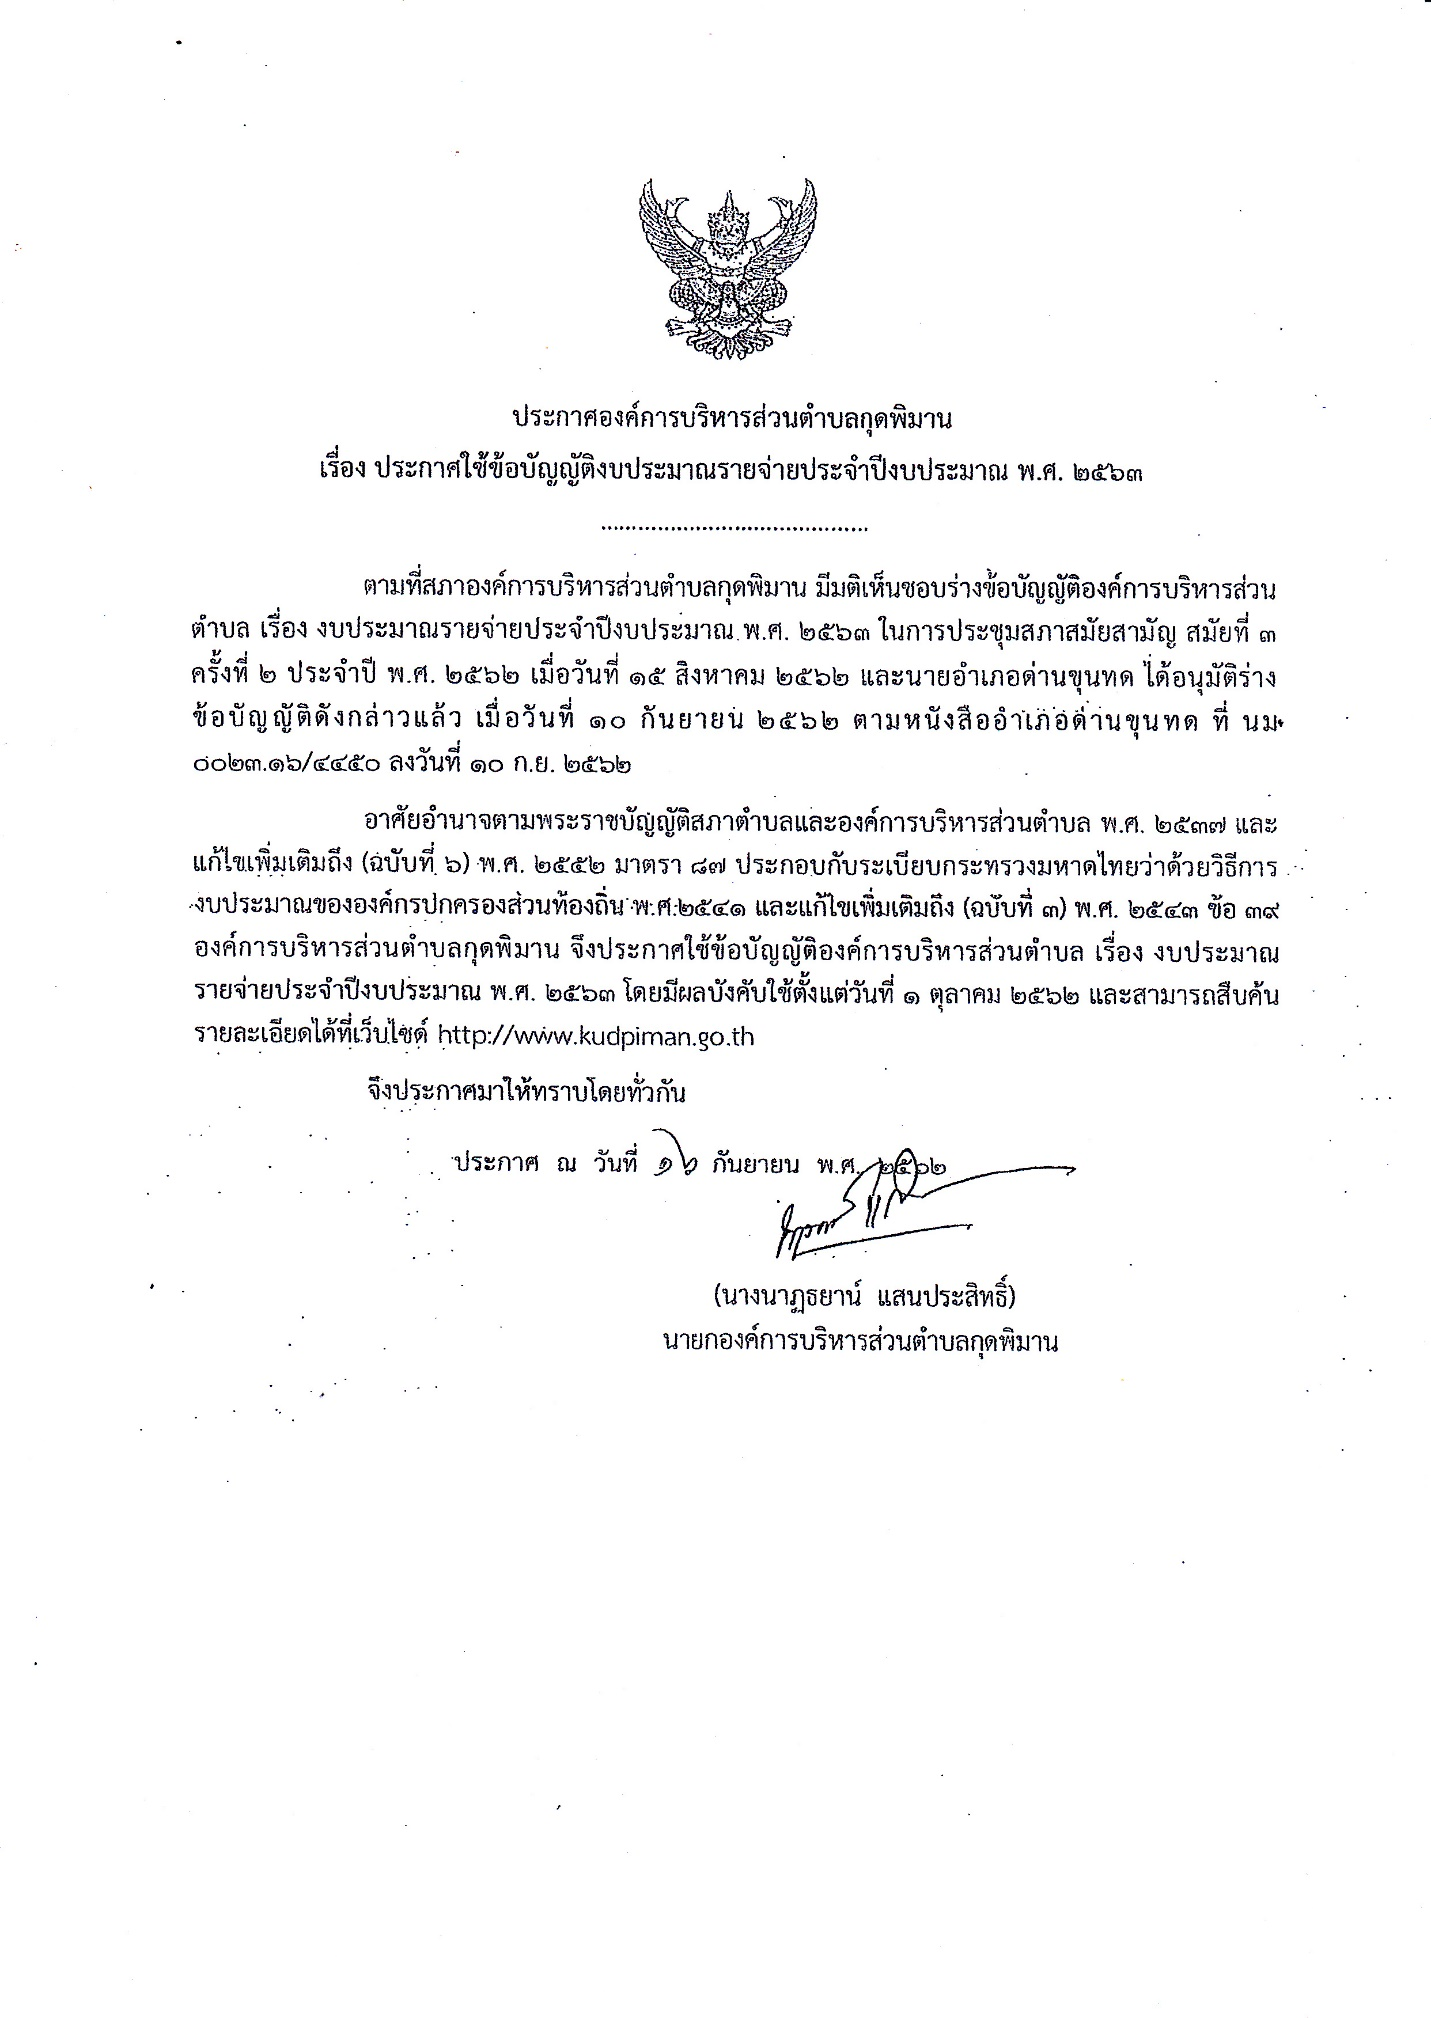 ประกาศองค์การบริหารส่วนตำบลกุดพิมาน
เรื่อง ประกาศใช้ข้อบัญญัติงบประมาณรายจ่ายประจำปีงบประมาณ พ.ศ. ๒๕๖๓
............................................
ตามที่สภาองค์การบริหารส่วนตำบลกุดพิมาน มีมติเห็นชอบร่างข้อบัญญัติองค์การบริหารส่วน
ตำบล เรื่อง งบประมาณรายจ่ายประจำปีงบประมาณ พ.ศ. ๒๕๖๓ ในการประชุมสภาสมัยสามัญ สมัยที่ ๓
ครั้งที่ ๒ ประจำปี พ.ศ. ๒๕๖๒ เมื่อวันที่ ๑๕ สิงหาคม ๒๕๖๒ และนายอำเภอด่านขุนทด ได้อนุมัติร่าง
ข้อบัญญัติดังกล่าวแล้ว เมื่อวันที่ ๑๐ กันยายน ๒๕๖๒ ตามหนังสืออำเภอด่านขุนทด ที่ นม
๐๐๒๓.๑๖/๔๔๕๐ ลงวันที่ ๑๐ ก.ย. ๒๕๖๒
อาศัยอำนาจตามพระราชบัญญัติสภาตำบลและองค์การบริหารส่วนตำบล พ.ศ. ๒๕๓๗ และ
แก้ไขเพิ่มเติมถึง (ฉบับที่ ๖) พ.ศ. ๒๕๕๒ มาตรา ๘๗ ประกอบกับระเบียบกระทรวงมหาดไทยว่าด้วยวิธีการ
งบประมาณขององค์กรปกครองส่วนท้องถิ่น พ.ศ.๒๕๔๑ และแก้ไขเพิ่มเติมถึง (ฉบับที่ ๓) พ.ศ. ๒๕๔๓ ข้อ ๓๙
องค์การบริหารส่วนตำบลกุดพิมาน จึงประกาศใช้ข้อบัญญัติองค์การบริหารส่วนตำบล เรื่อง งบประมาณ
รายจ่ายประจำปีงบประมาณ พ.ศ. ๒๕๖๓ โดยมีผลบังคับใช้ตั้งแต่วันที่ ๑ ตุลาคม ๒๕๖๒ และสามารถสืบค้น
รายละเอียดได้ที่เว็บไซด์ http://www.kudpiman.go.th
จึงประกาศมาให้ทราบโดยทั่วกัน
ประกาศ ณ วันที่ ๑๖ กันยายน พ.ศ. ๒๕๖๒
(นางนาฏธยาน์ แสนประสิทธิ์)
นายกองค์การบริหารส่วนตำบลกุดพิมาน